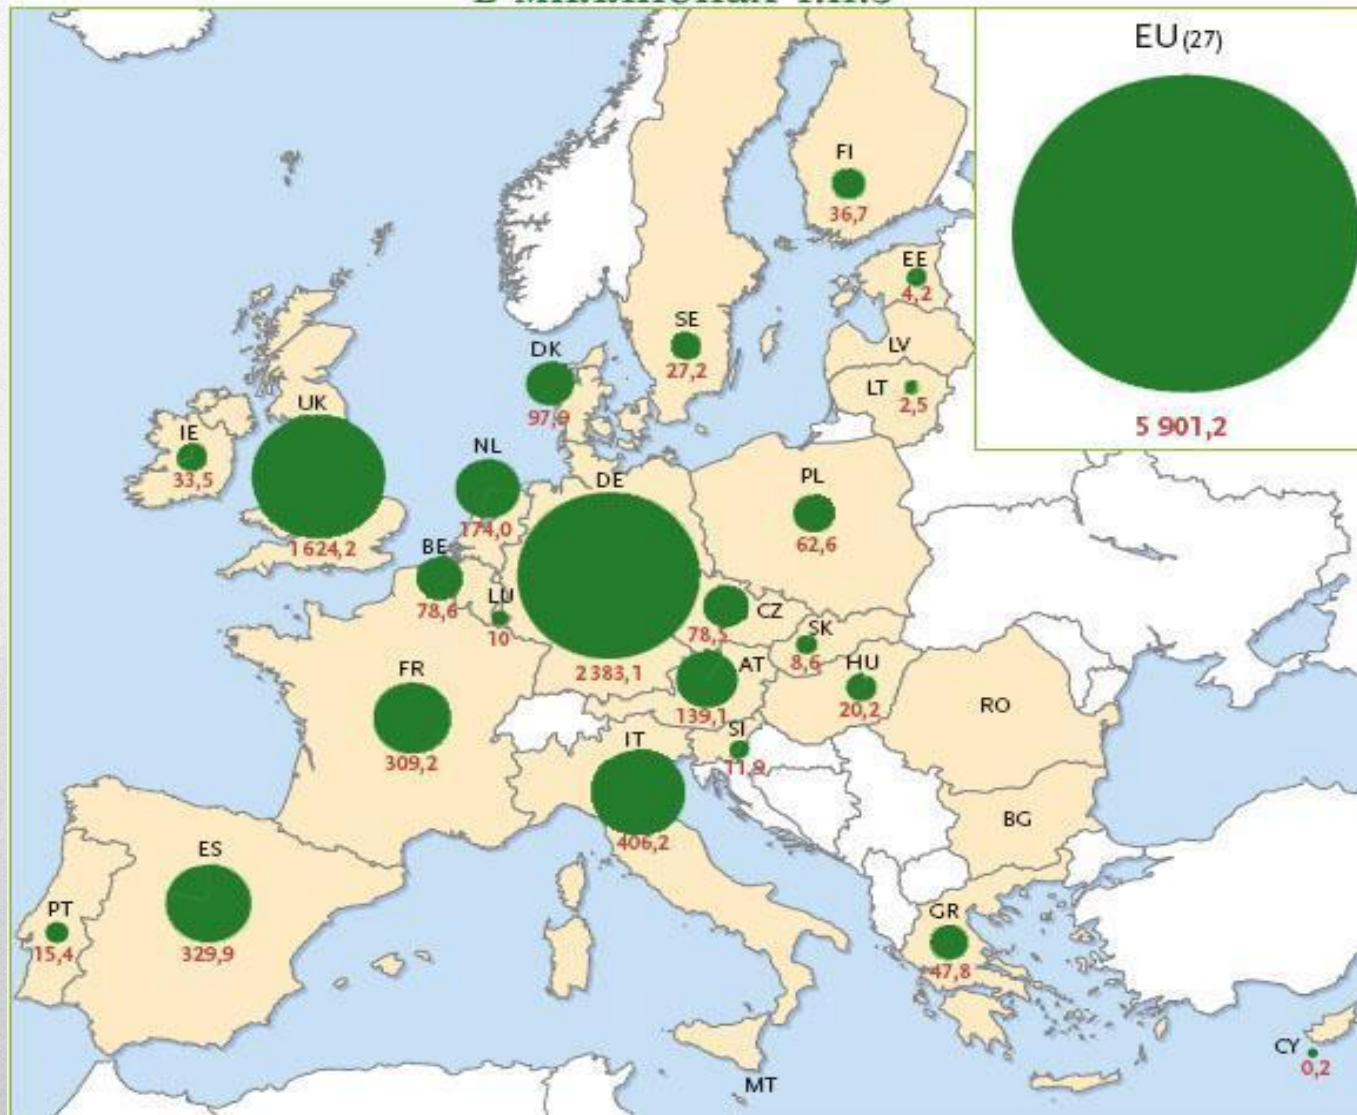 EU (27)
5 901,2
FI
36,7
EE
4,2
SE
27,2
LV
DK
97,9
LT
2,5
UK
1 624,2
IE
33,5
NL
174,0
DE
2 383,1
PL
62,6
BE
78,6
LU
10
CZ
78,5
SK
8,6
FR
309,2
AT
139,1
HU
20,2
RO
SI
11,9
IT
406,2
BG
ES
329,9
PT
15,4
GR
47,8
CY
0,2
MT